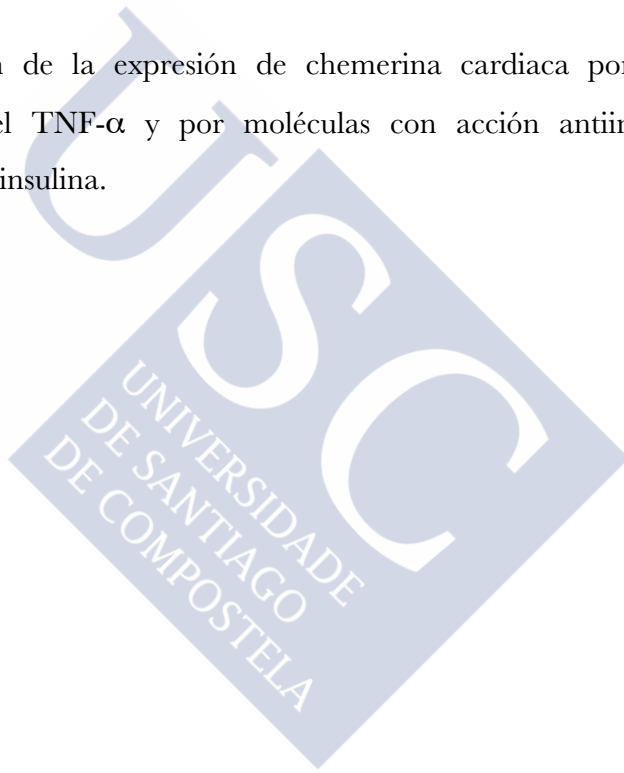 de la expresión de chemerina cardiaca por
el TNF-α y por moléculas con acción
insulina.
USC
UNIVERSIDADE
DE SANTIAGO
DE COMPOSTELA